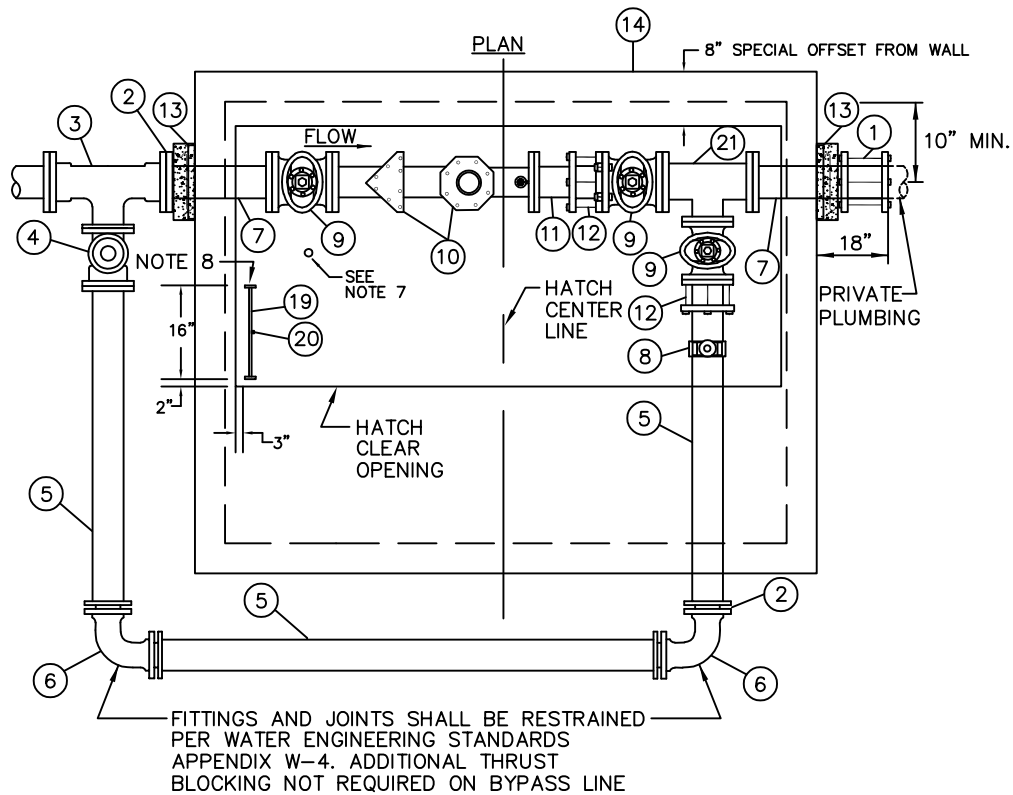 PLAN
14
8" SPECIAL OFFSET FROM WALL
3
2
13
FLOW
21
13
1
10" MIN.
7
9
10
11
12
9
9
7
18"
4
NOTE 8
SEE
NOTE 7
HATCH
CENTER
LINE
12
PRIVATE
PLUMBING
16"
19
20
8
2"
3"
HATCH
CLEAR
OPENING
5
5
5
2
6
6
FITTINGS AND JOINTS SHALL BE RESTRAINED
PER WATER ENGINEERING STANDARDS
APPENDIX W-4. ADDITIONAL THRUST
BLOCKING NOT REQUIRED ON BYPASS LINE